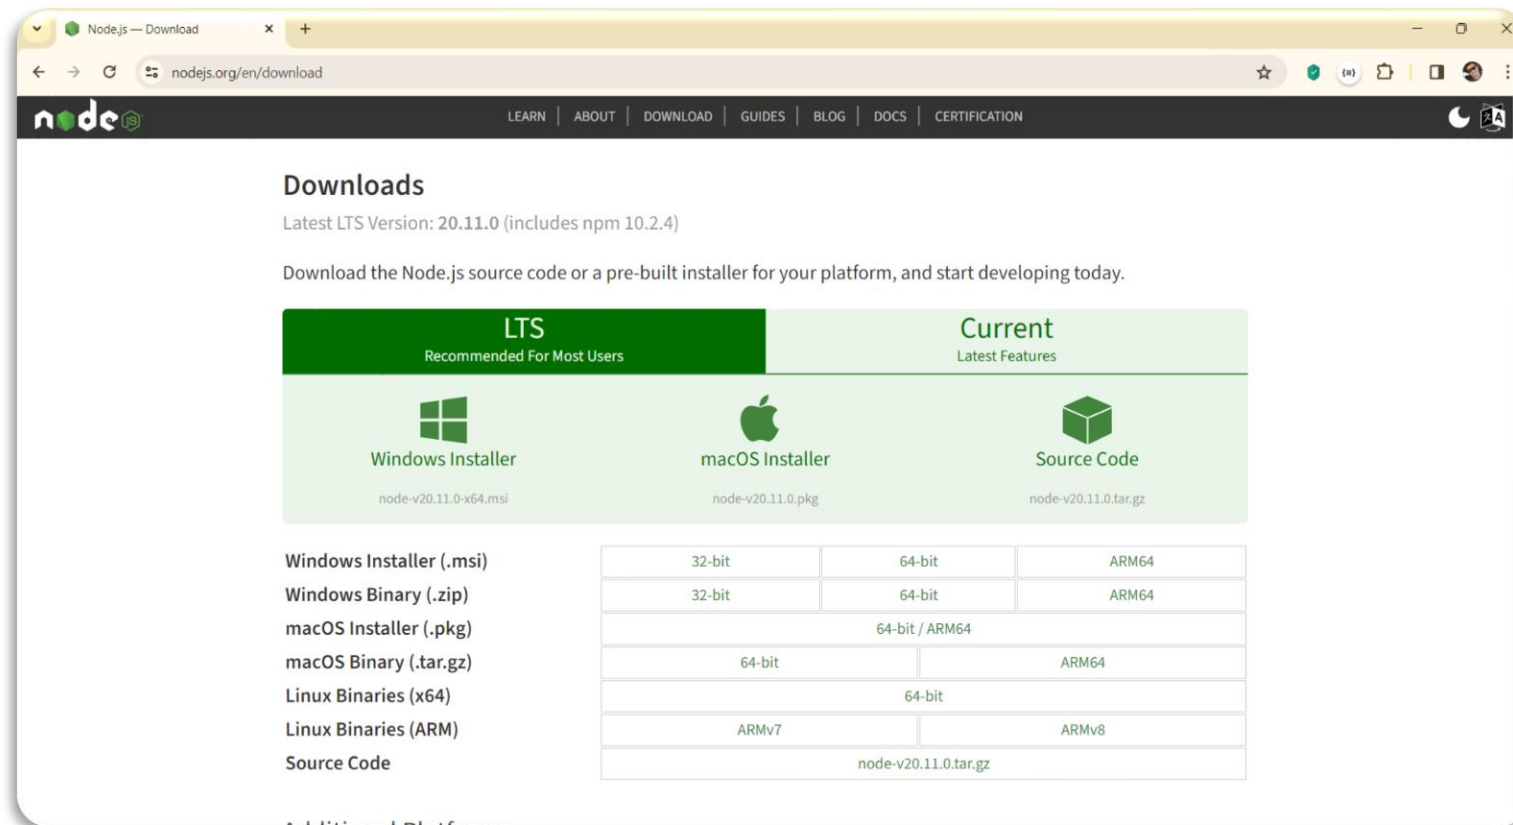 Node.js — Download
nodejs.org/en/download
node JS
LEARN | ABOUT | DOWNLOAD | GUIDES | BLOG | DOCS | CERTIFICATION
Downloads
Latest LTS Version: 20.11.0 (includes npm 10.2.4)
Download the Node.js source code or a pre-built installer for your platform, and start developing today.
LTS Current
Recommended For Most Users Latest Features
Windows Installer macOS Installer Source Code
node-v20.11.0-x64.msi node-v20.11.0.pkg node-v20.11.0.tar.gz
Windows Installer (.msi) 32-bit 64-bit ARM64
Windows Binary (.zip) 32-bit 64-bit ARM64
macOS Installer (.pkg) 64-bit / ARM64
macOS Binary (.tar.gz) 64-bit ARM64
Linux Binaries (x64) 64-bit
Linux Binaries (ARM) ARMv7 ARMv8
Source Code node-v20.11.0.tar.gz